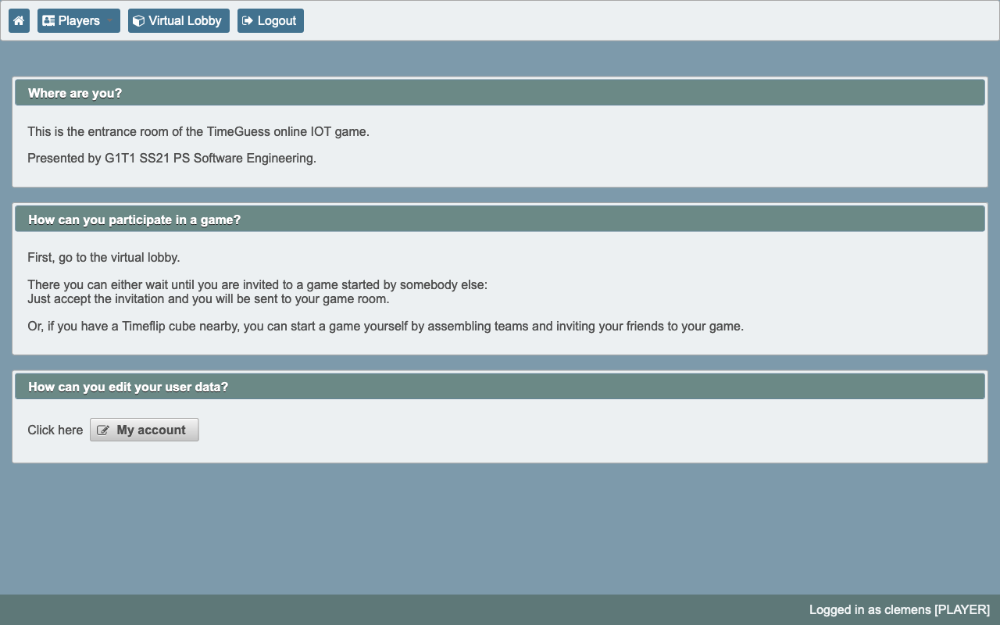 Players
Virtual Lobby
Logout
Where are you?
This is the entrance room of the TimeGuess online IOT game.
Presented by G1T1 SS21 PS Software Engineering.
How can you participate in a game?
First, go to the virtual lobby.
There you can either wait until you are invited to a game started by somebody else:
Just accept the invitation and you will be sent to your game room.
Or, if you have a Timeflip cube nearby, you can start a game yourself by assembling teams and inviting your friends to your game.
How can you edit your user data?
Click here My account
Logged in as clemens [PLAYER]